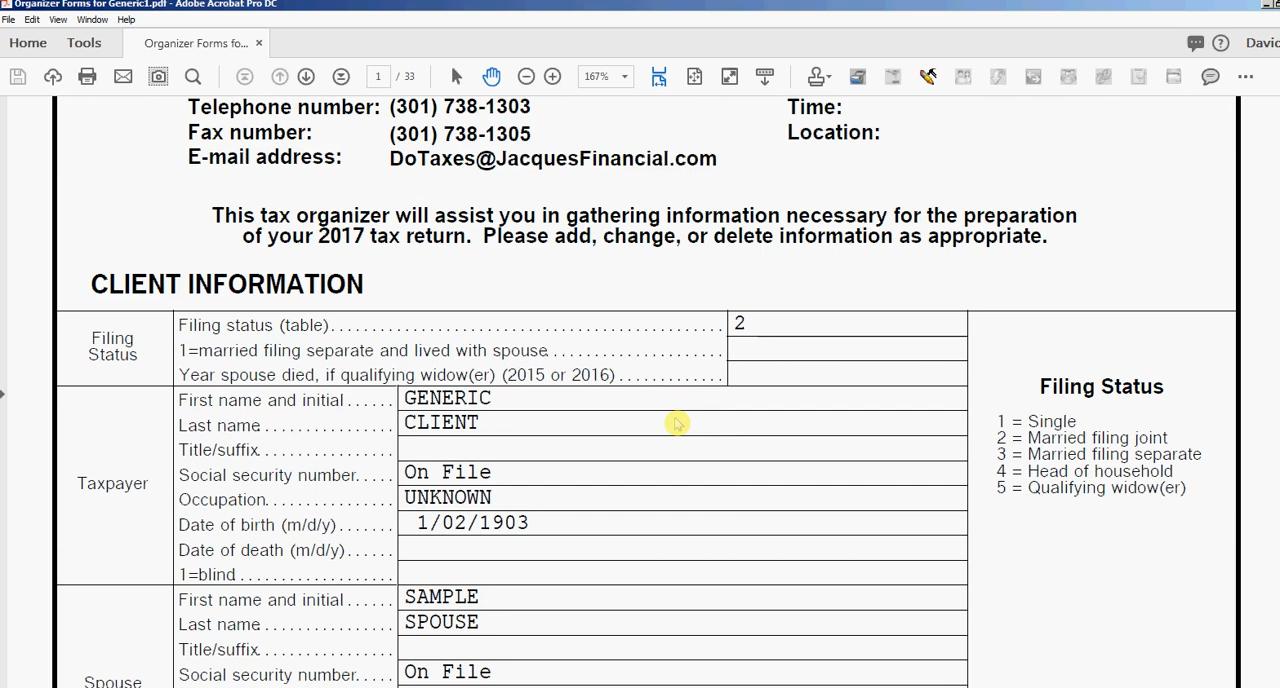 Organizer Forms for Generic1.pdf - Adobe Acrobat Pro DC
File Edit View Window Help
Home Tools Organizer Forms fo... × Davic
1 / 33 167%
Telephone number: (301) 738-1303 Time:
Fax number: (301) 738-1305 Location:
E-mail address: DoTaxes@JacquesFinancial.com
This tax organizer will assist you in gathering information necessary for the preparation
of your 2017 tax return. Please add, change, or delete information as appropriate.
CLIENT INFORMATION
Filing
Status
Filing status (table) 2
1=married filing separate and lived with spouse
Year spouse died, if qualifying widow(er) (2015 or 2016)
Taxpayer
First name and initial GENERIC
Last name CLIENT
Title/suffix
Social security number On File
Occupation UNKNOWN
Date of birth (m/d/y) 1/02/1903
Date of death (m/d/y)
1=blind
Filing Status
1 = Single
2 = Married filing joint
3 = Married filing separate
4 = Head of household
5 = Qualifying widow(er)
Spouse
First name and initial SAMPLE
Last name SPOUSE
Title/suffix
Social security number On File